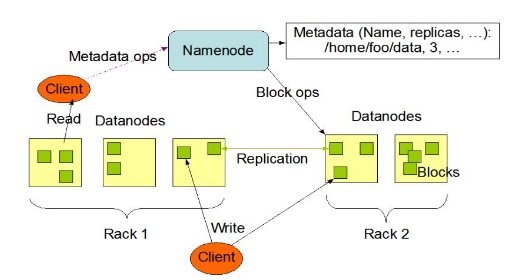 Metadata (Name, replicas, ...):
/home/foo/data, 3, ...
Namenode
Metadata ops
Client
Block ops
Read
Datanodes
Datanodes
Replication
Blocks
Rack 1
Write
Rack 2
Client